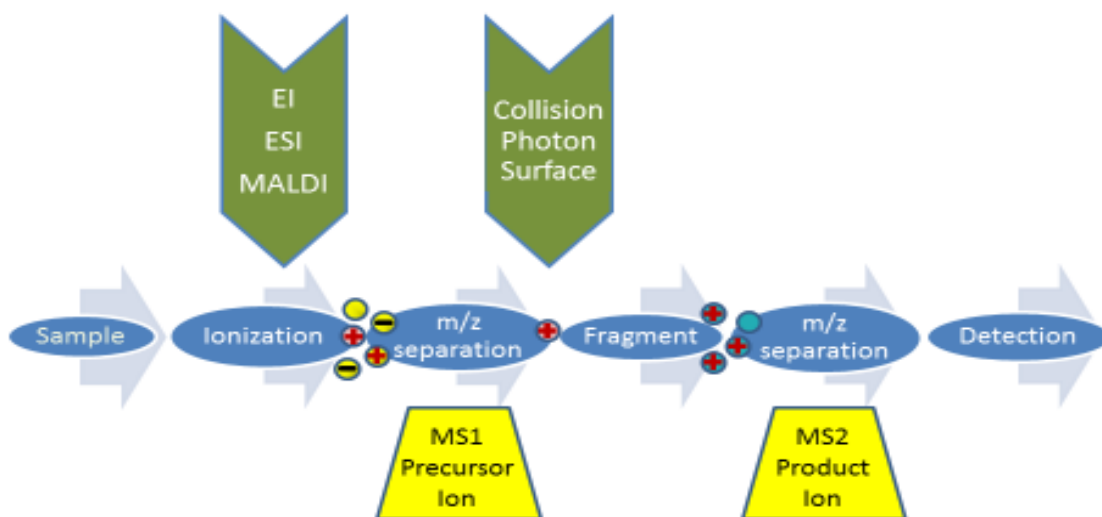 EI
ESI
MALDI
Collision
Photon
Surface
Sample
Ionization
m/z
separation
Fragment
m/z
separation
Detection
MS1
Precursor
Ion
MS2
Product
Ion